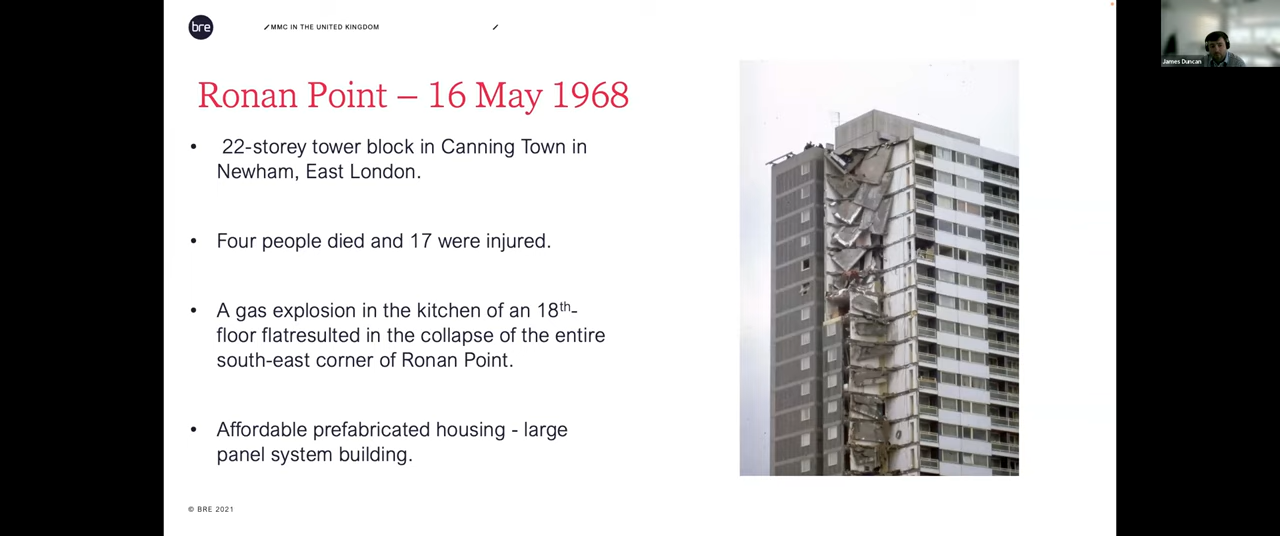 bre
MMC IN THE UNITED KINGDOM
James Duncan
Ronan Point – 16 May 1968
• 22-storey tower block in Canning Town in
Newham, East London.
• Four people died and 17 were injured.
• A gas explosion in the kitchen of an 18th-
floor flatresulted in the collapse of the entire
south-east corner of Ronan Point.
• Affordable prefabricated housing - large
panel system building.
© BRE 2021